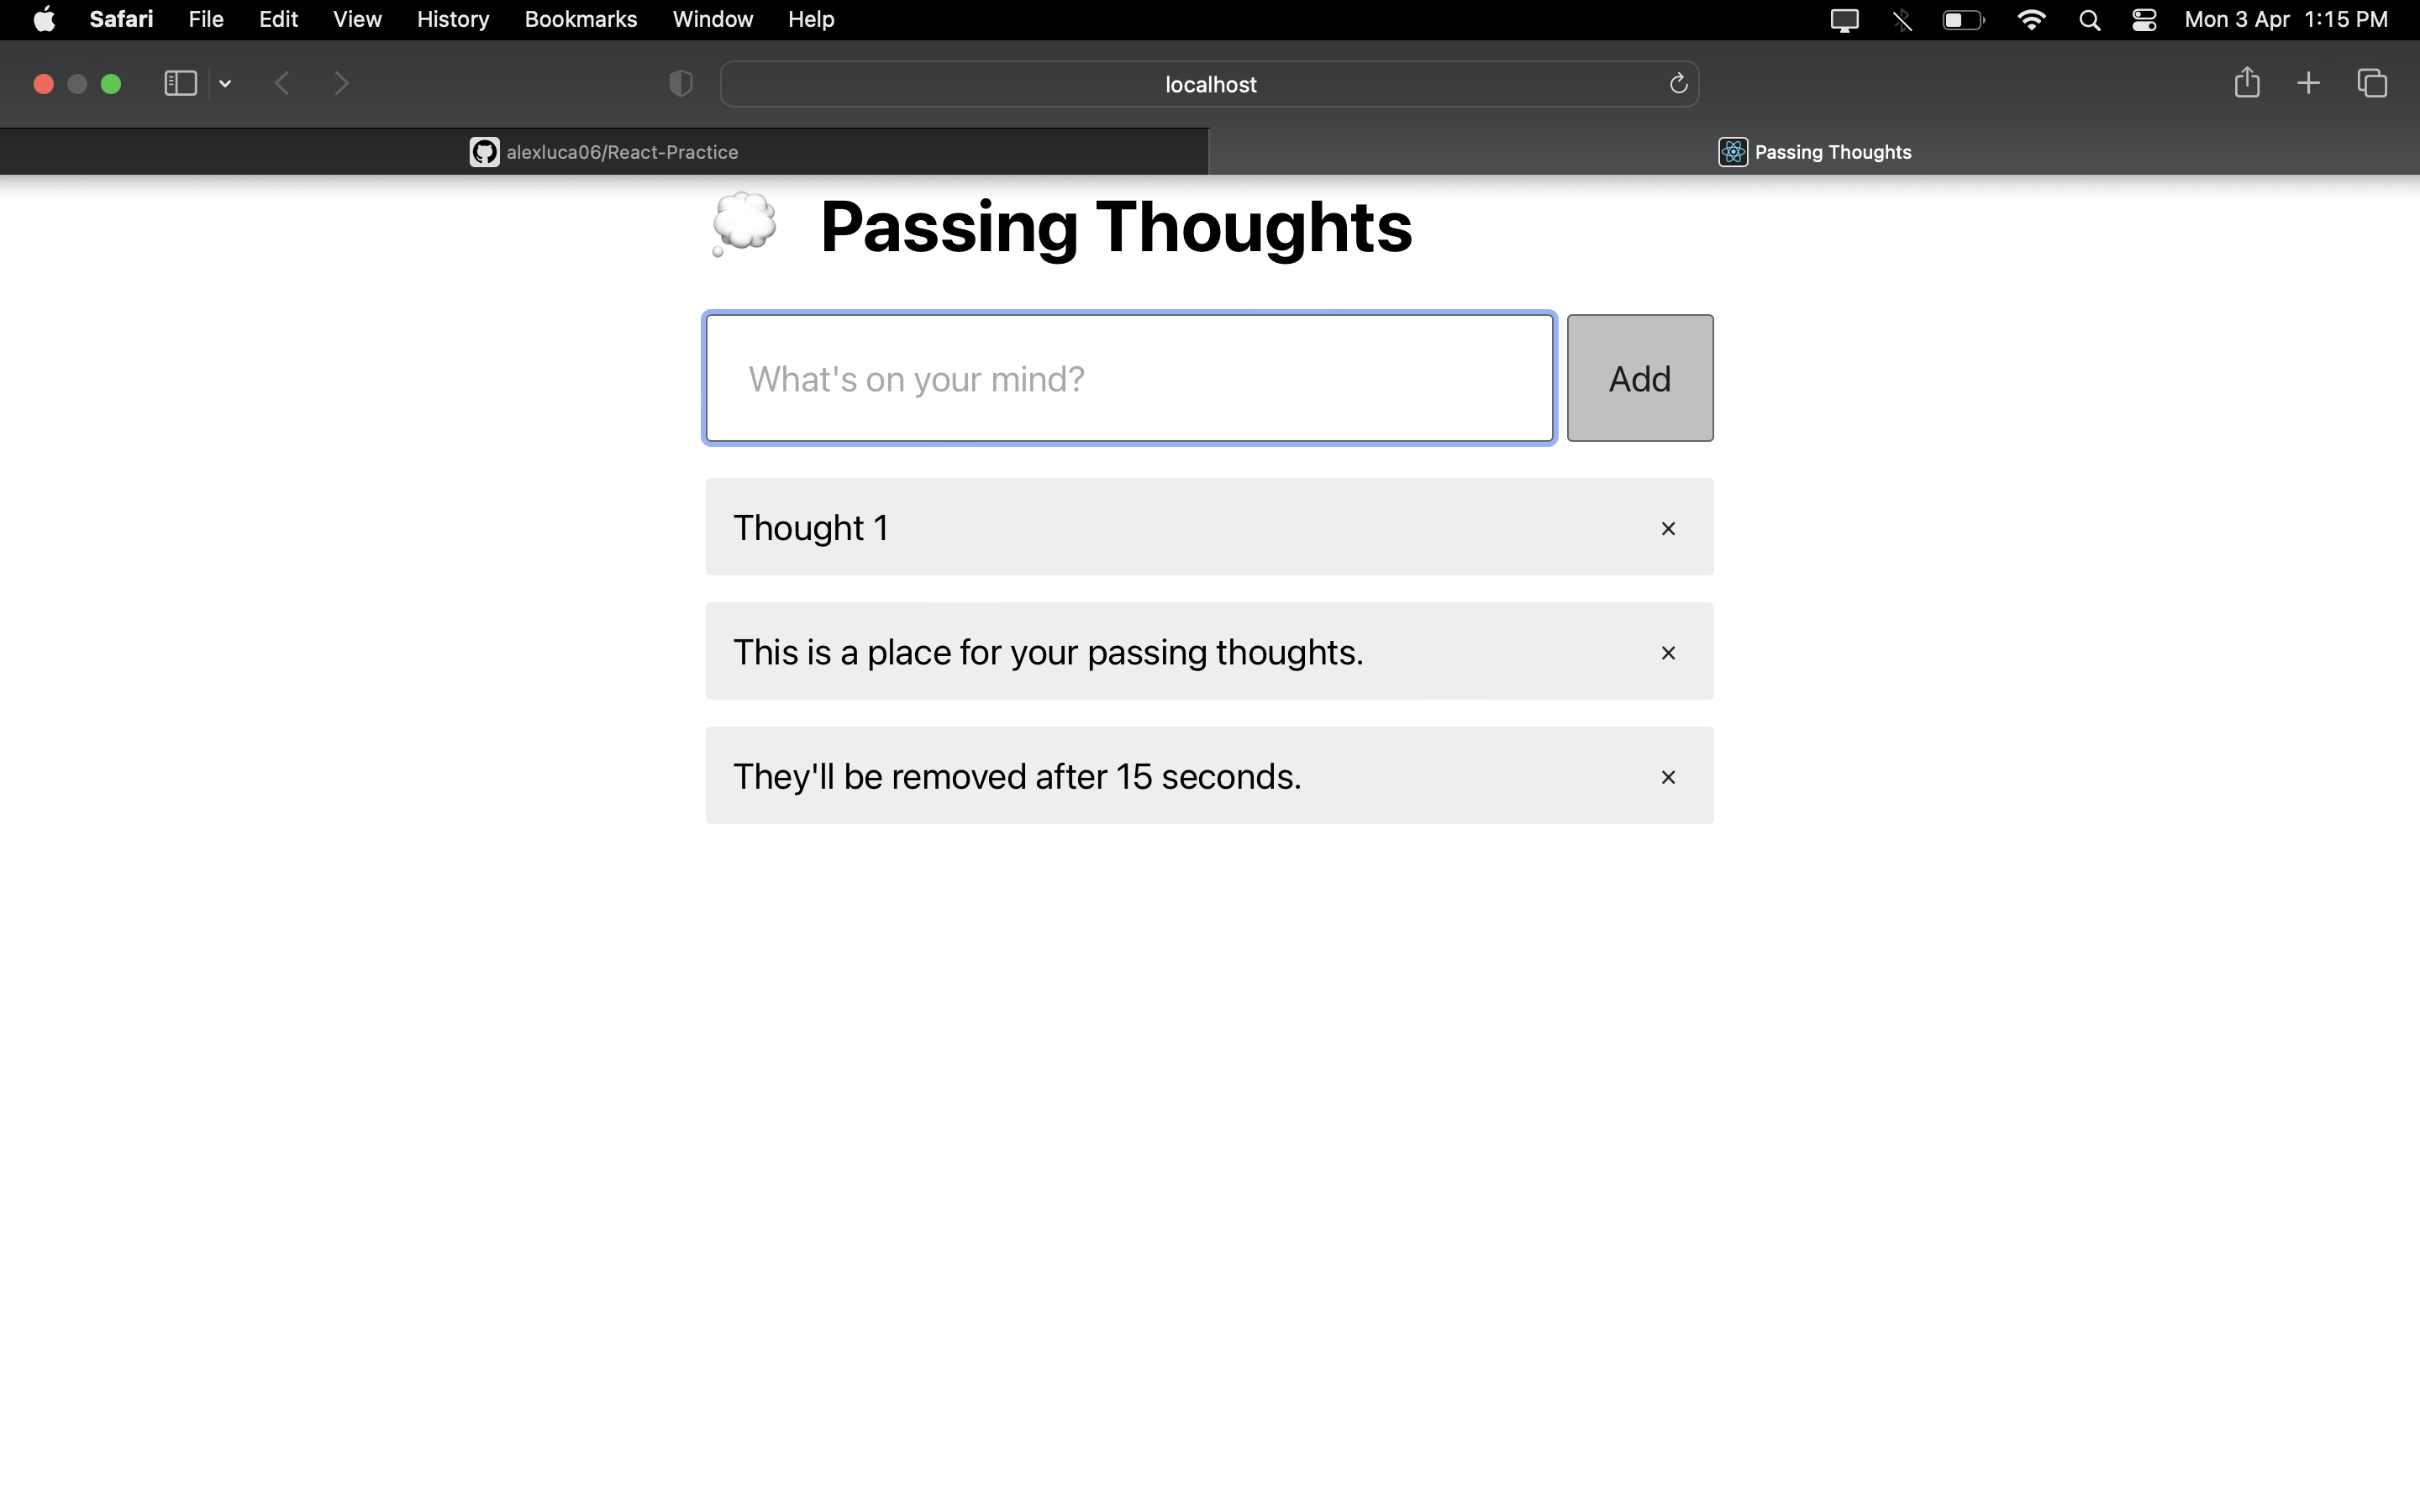 Safari File Edit View History Bookmarks Window Help Mon 3 Apr 1:15 PM
localhost
alexluca06/React-Practice Passing Thoughts
Passing Thoughts
What's on your mind? Add
Thought 1 ×
This is a place for your passing thoughts. ×
They'll be removed after 15 seconds. ×